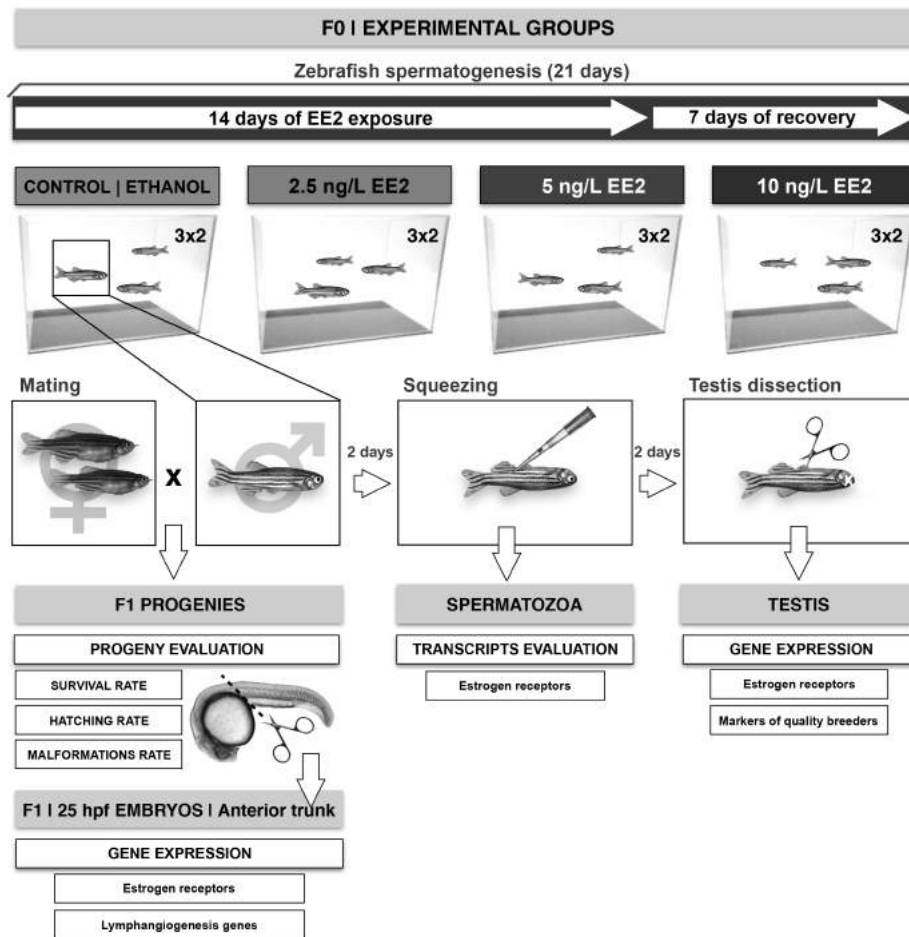 F0 I EXPERIMENTAL GROUPS
Zebrafish spermatogenesis (21 days)
14 days of EE2 exposure
7 days of recovery
CONTROL | ETHANOL
2.5 ng/L EE2
5 ng/L EE2
10 ng/L EE2
3x2
3x2
3x2
3x2
Mating
Squeezing
Testis dissection
X
2 days
2 days
F1 PROGENIES
SPERMATOZOA
TESTIS
PROGENY EVALUATION
TRANSCRIPTS EVALUATION
GENE EXPRESSION
SURVIVAL RATE
Estrogen receptors
Estrogen receptors
HATCHING RATE
Markers of quality breeders
MALFORMATIONS RATE
F1 I 25 hpf EMBRYOS I Anterior trunk
GENE EXPRESSION
Estrogen receptors
Lymphangiogenesis genes